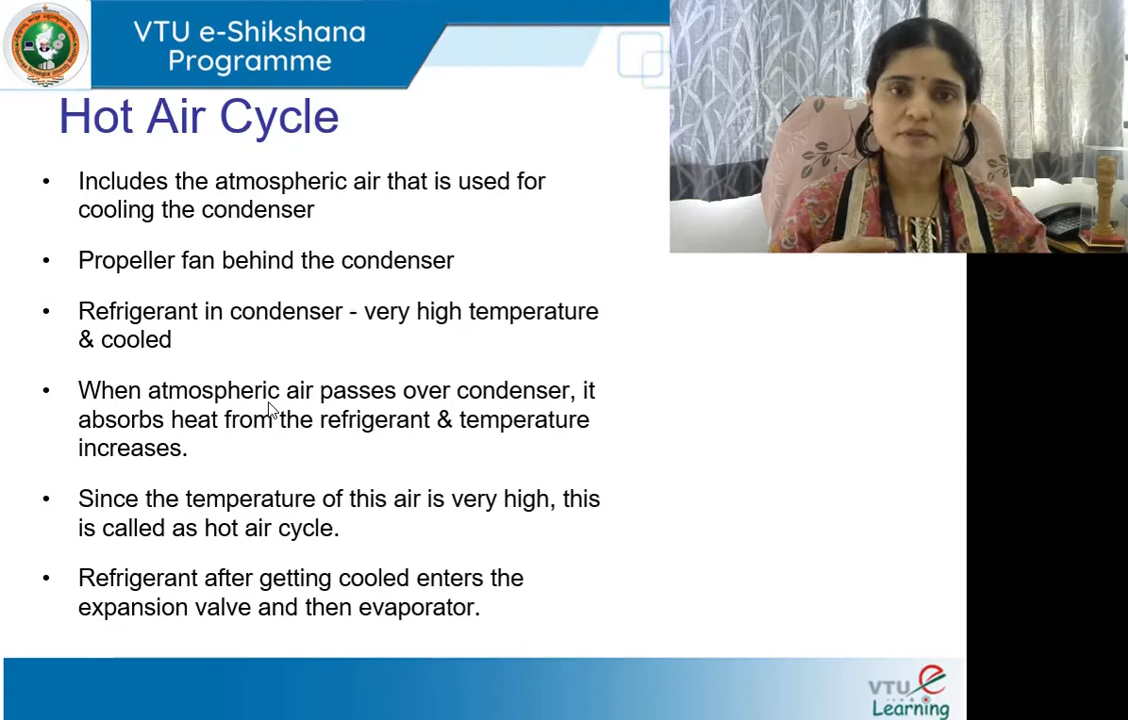 VTU e-Shikshana
Programme
Hot Air Cycle
• Includes the atmospheric air that is used for
cooling the condenser
• Propeller fan behind the condenser
• Refrigerant in condenser - very high temperature
& cooled
• When atmospheric air passes over condenser, it
absorbs heat from the refrigerant & temperature
increases.
• Since the temperature of this air is very high, this
is called as hot air cycle.
• Refrigerant after getting cooled enters the
expansion valve and then evaporator.
VTU e
Learning